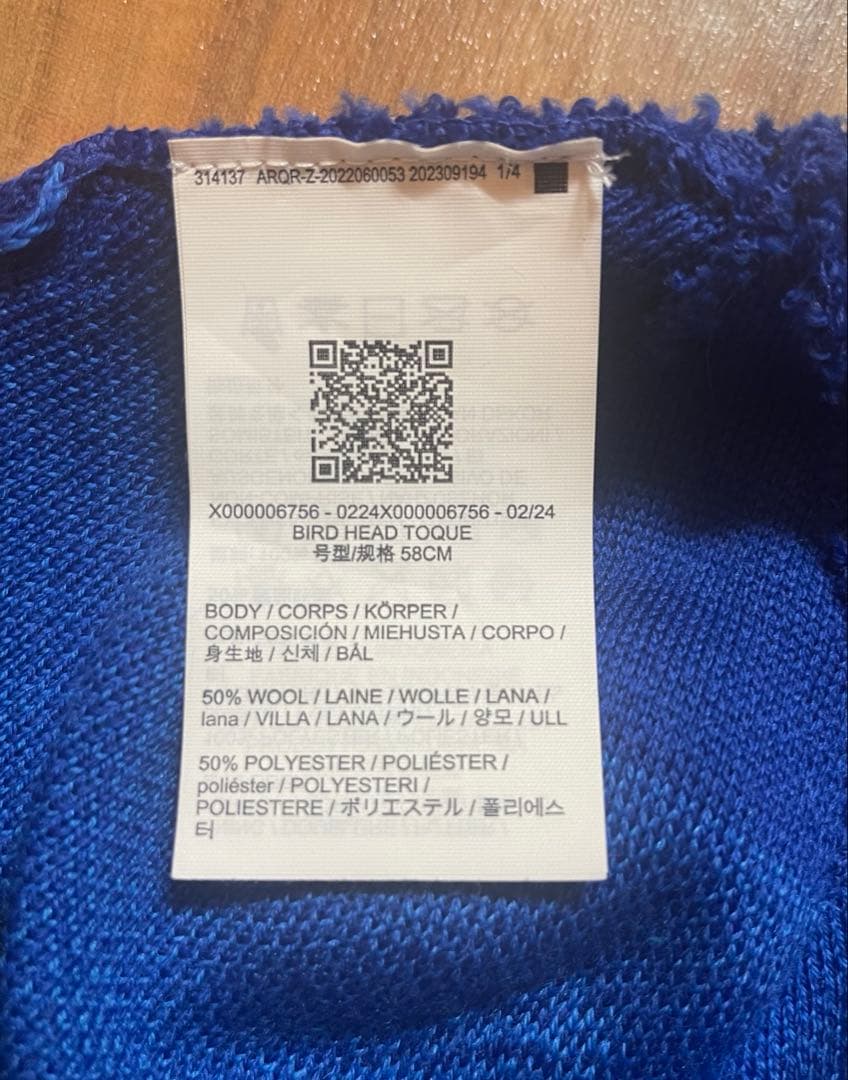 314137 ARQR-Z-2022060053 202309194 1/4
X000006756 - 0224X000006756 - 02/24
BIRD HEAD TOQUE
号型/规格 58CM
BODY / CORPS / KÖRPER /
COMPOSICIÓN / MIEHUSTA / CORPO /
身生地 / 신체 / BÅL
50% WOOL / LAINE / WOLLE / LANA /
lana / VILLA / LANA / ウール / 양모 / ULL
50% POLYESTER / POLIÉSTER /
poliéster / POLYESTERI /
POLIESTERE / ポリエステル / 폴리에스
터